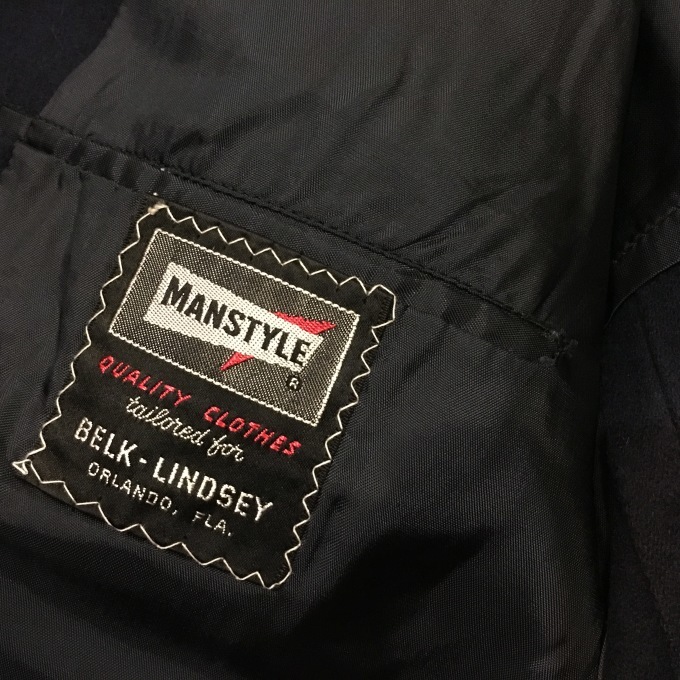 MANSTYLE
®
QUALITY CLOTHES
tailored for
BELK-LINDSEY
ORLANDO, FLA.